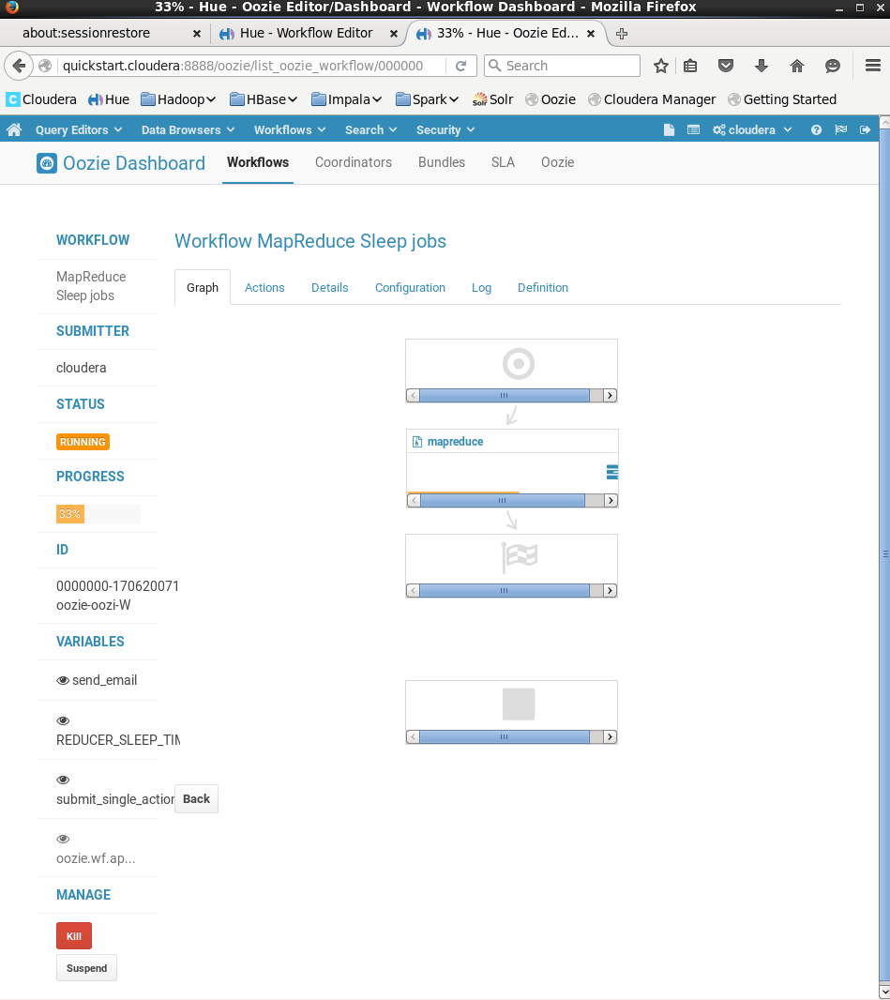 33% - Hue - Oozie Editor/Dashboard - Workflow Dashboard - Mozilla Firefox
about:sessionrestore Hue - Workflow Editor 33% - Hue - Oozie Ed...
quickstart.cloudera:8888/oozie/list_oozie_workflow/000000 Search
Cloudera Hue Hadoop HBase Impala Spark Solr Oozie Cloudera Manager Getting Started
Query Editors Data Browsers Workflows Search Security cloudera
Oozie Dashboard Workflows Coordinators Bundles SLA Oozie
WORKFLOW
MapReduce
Sleep jobs
SUBMITTER
cloudera
STATUS
RUNNING
PROGRESS
33%
ID
0000000-170620071
oozie-oozi-W
VARIABLES
send_email
REDUCER_SLEEP_TIM
submit_single_action
oozie.wf.ap...
MANAGE
Kill
Suspend
Workflow MapReduce Sleep jobs
Graph Actions Details Configuration Log Definition
mapreduce
Back